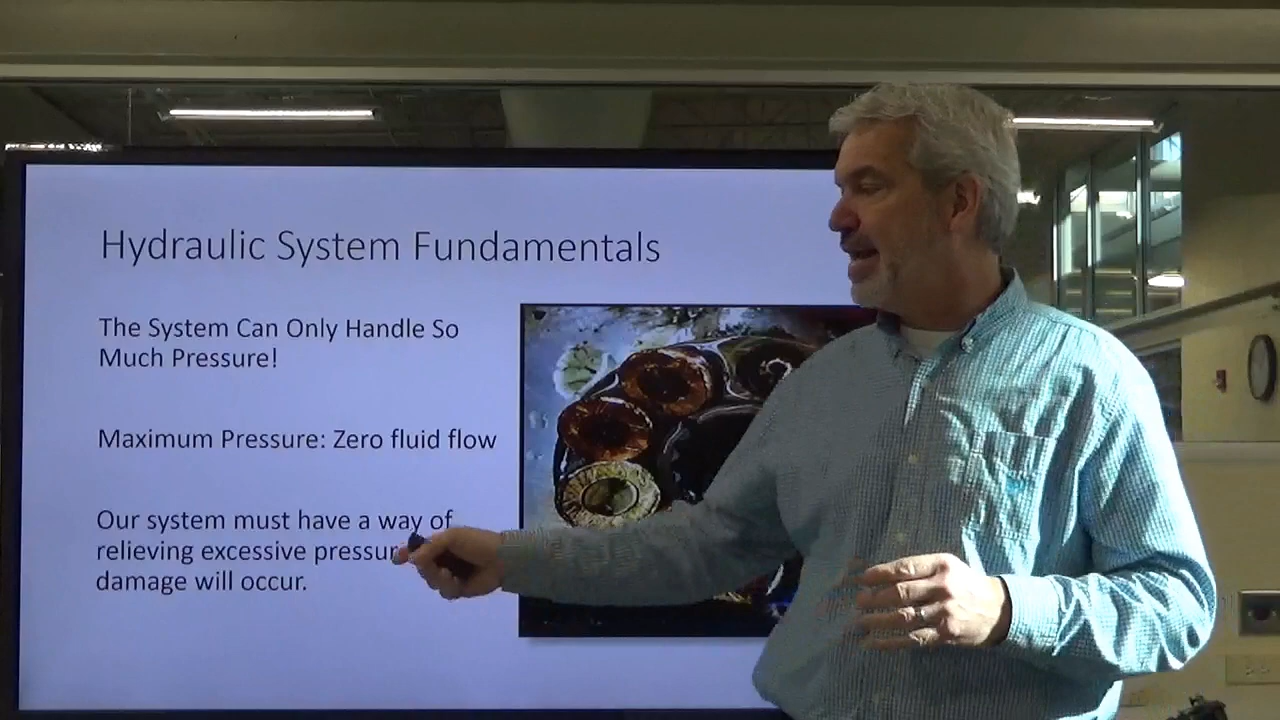 Hydraulic System Fundamentals
The System Can Only Handle So
Much Pressure!
Maximum Pressure: Zero fluid flow
Our system must have a way of
relieving excessive
damage will occur.